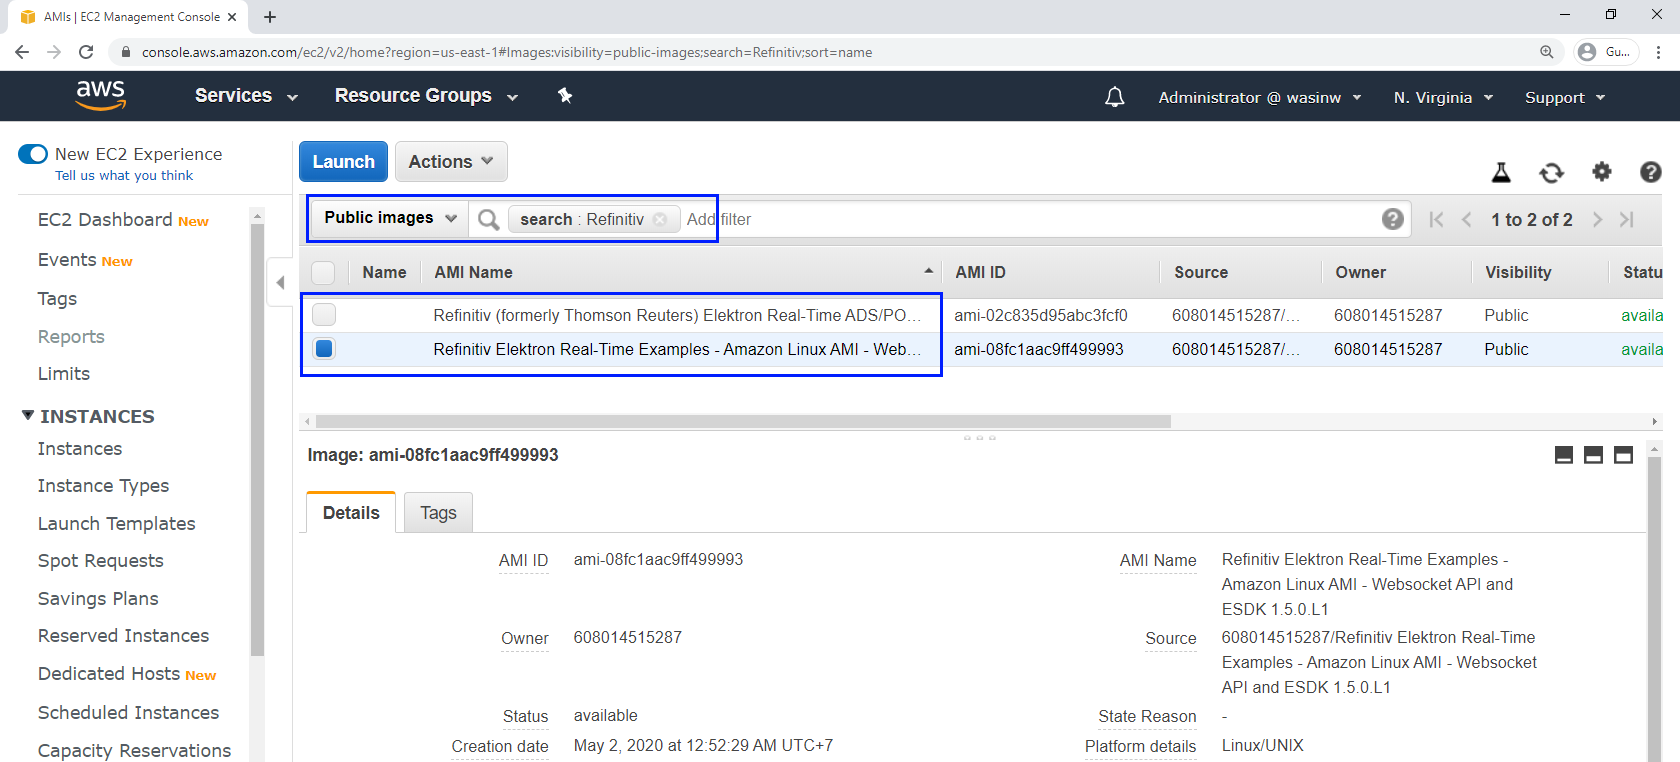 AMIs | EC2 Management Console
console.aws.amazon.com/ec2/v2/home?region=us-east-1#Images:visibility=public-images;search=Refinitiv;sort=name
Gu...
aws
Services
Resource Groups
Administrator @ wasinw
N. Virginia
Support
New EC2 Experience
Tell us what you think
EC2 Dashboard New
Events New
Tags
Reports
Limits
INSTANCES
Instances
Instance Types
Launch Templates
Spot Requests
Savings Plans
Reserved Instances
Dedicated Hosts New
Scheduled Instances
Capacity Reservations
Launch
Actions
Public images
search : Refinitiv
Add filter
1 to 2 of 2
Name AMI Name AMI ID Source Owner Visibility Statu
Refinitiv (formerly Thomson Reuters) Elektron Real-Time ADS/PO... ami-02c835d95abc3fcf0 608014515287/... 608014515287 Public availa
Refinitiv Elektron Real-Time Examples - Amazon Linux AMI - Web... ami-08fc1aac9ff499993 608014515287/... 608014515287 Public availa
Image: ami-08fc1aac9ff499993
Details
Tags
AMI ID ami-08fc1aac9ff499993
AMI Name Refinitiv Elektron Real-Time Examples -
Amazon Linux AMI - Websocket API and
ESDK 1.5.0.L1
Owner 608014515287
Source 608014515287/Refinitiv Elektron Real-Time
Examples - Amazon Linux AMI - Websocket
API and ESDK 1.5.0.L1
Status available
State Reason -
Creation date May 2, 2020 at 12:52:29 AM UTC+7
Platform details Linux/UNIX